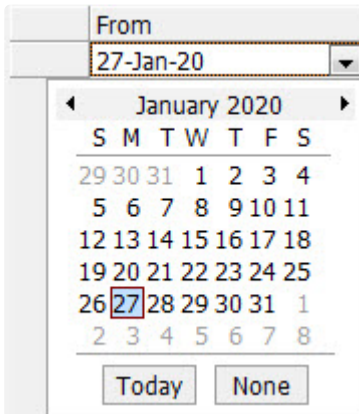 From
27-Jan-20
January 2020
S M T W T F S
29 30 31 1 2 3 4
5 6 7 8 9 10 11
12 13 14 15 16 17 18
19 20 21 22 23 24 25
26 27 28 29 30 31 1
2 3 4 5 6 7 8
Today None